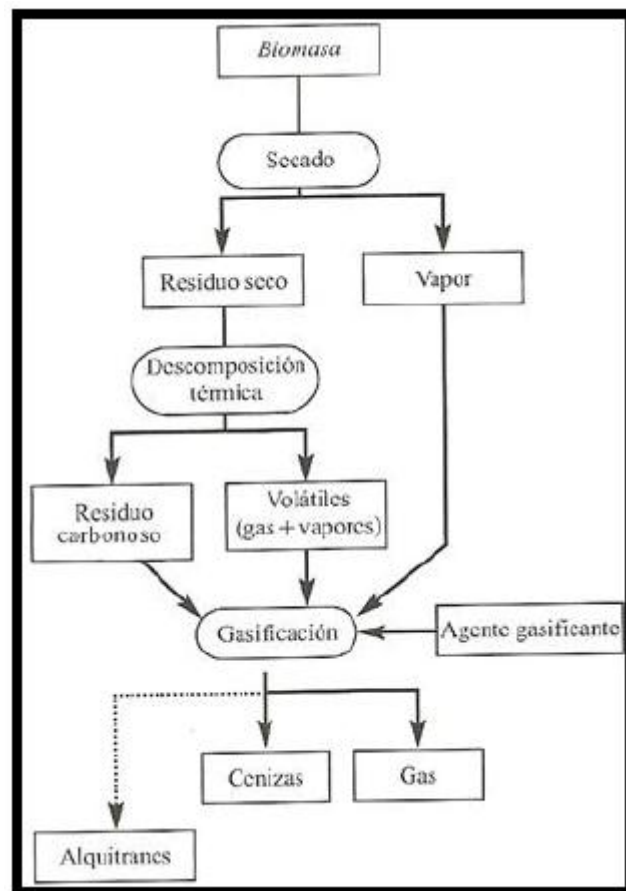 Biomasa
Secado
Residuo seco
Vapor
Descomposición
térmica
Residuo
carbonoso
Volátiles
(gas + vapores)
Gasificación
Agente gasificante
Cenizas
Gas
Alquitranes